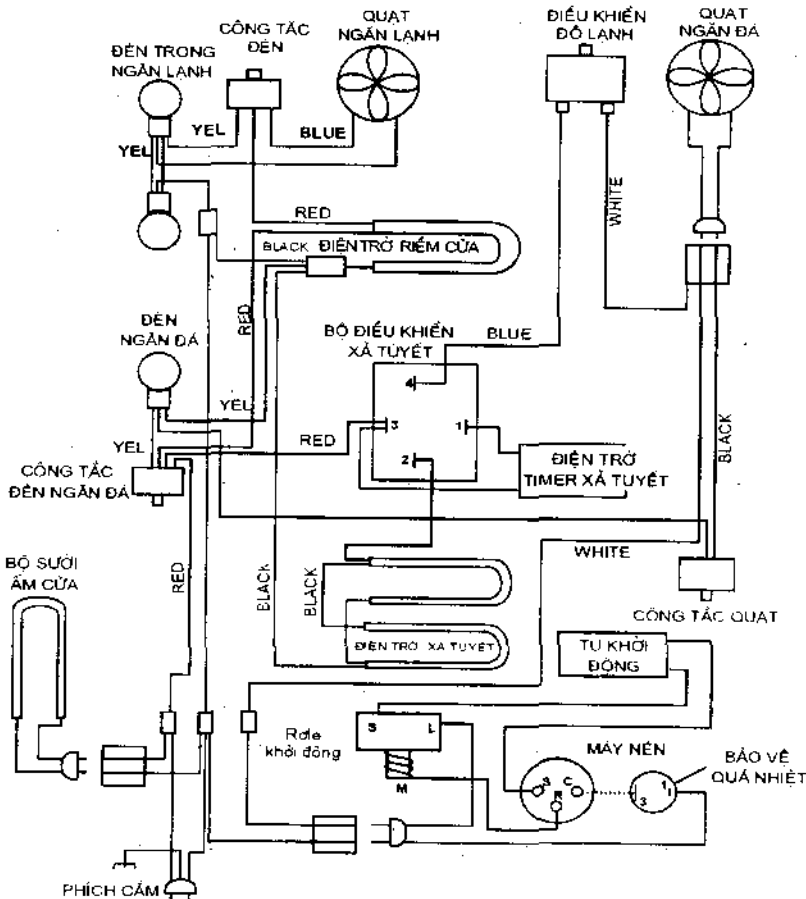 ĐÈN TRONG
NGĂN LẠNH
CÔNG TẮC
ĐÈN
QUẠT
NGĂN LẠNH
ĐIỀU KHIỂN
ĐỘ LẠNH
QUẠT
NGĂN ĐÁ
YEL
YEL
BLUE
WHITE
RED
BLACK
ĐIỆN TRỞ RIỀM CỬA
RED
ĐÈN
NGĂN ĐÁ
BỘ ĐIỀU KHIỂN
XẢ TUYẾT
BLUE
4
3
1
2
YEL
YEL
RED
BLACK
CÔNG TẮC
ĐÈN NGĂN ĐÁ
ĐIỆN TRỞ
TIMER XẢ TUYẾT
BỘ SƯỞI
ẤM CỬA
RED
BLACK
BLACK
WHITE
ĐIỆN TRỞ XẢ TUYẾT
CÔNG TẮC QUẠT
TỤ KHỞI
ĐỘNG
Rơle
khởi động
S
L
M
MÁY NÉN
S
C
R
3
1
BẢO VỆ
QUÁ NHIỆT
PHÍCH CẮM